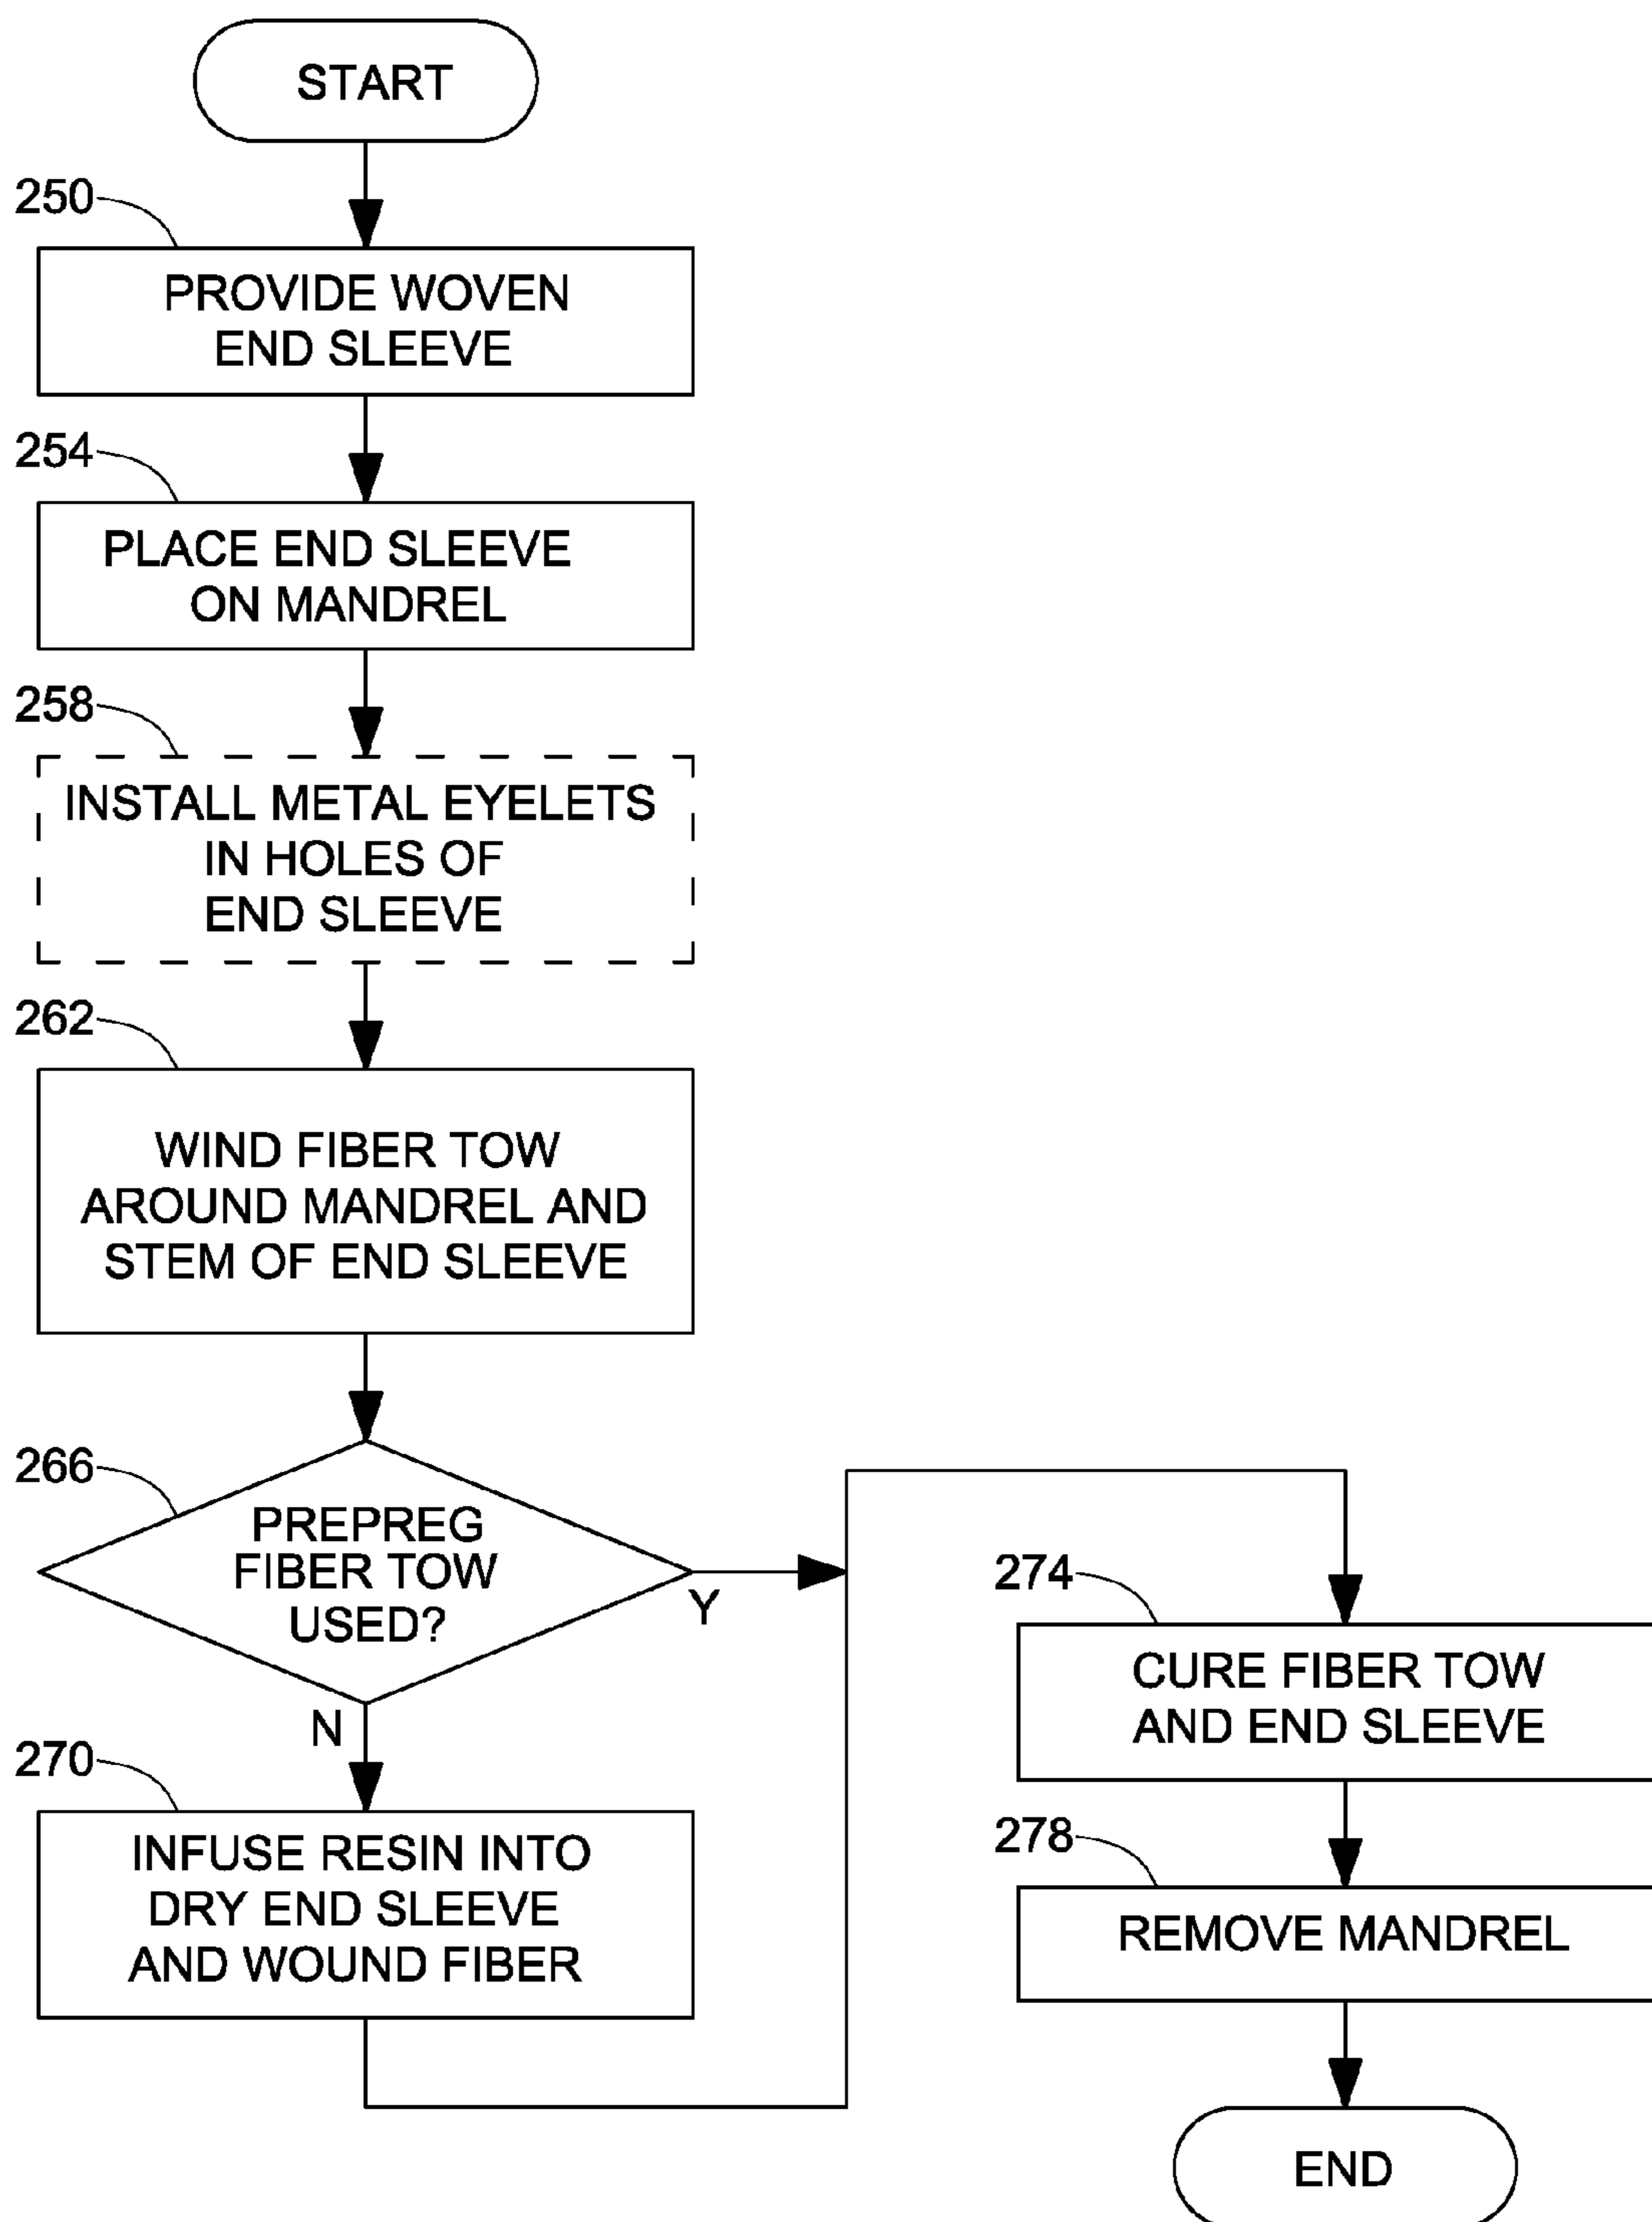 START
250
PROVIDE WOVEN
END SLEEVE
254
PLACE END SLEEVE
ON MANDREL
258
INSTALL METAL EYELETS
IN HOLES OF
END SLEEVE
262
WIND FIBER TOW
AROUND MANDREL AND
STEM OF END SLEEVE
266
PREPREG
FIBER TOW
USED?
Y
N
270
INFUSE RESIN INTO
DRY END SLEEVE
AND WOUND FIBER
274
CURE FIBER TOW
AND END SLEEVE
278
REMOVE MANDREL
END